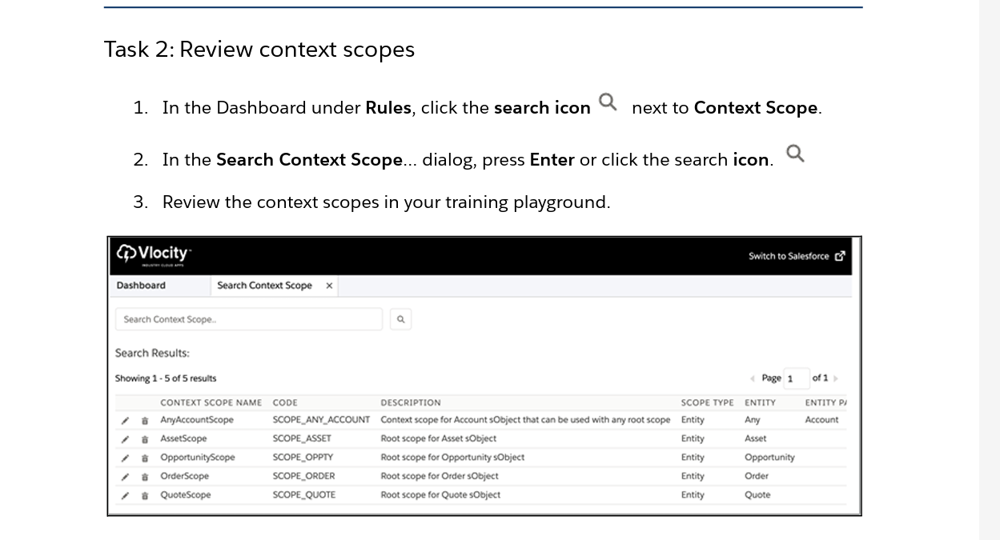 Task 2: Review context scopes
1. In the Dashboard under Rules, click the search icon next to Context Scope.
2. In the Search Context Scope... dialog, press Enter or click the search icon.
3. Review the context scopes in your training playground.
Vlocity
INDUSTRY CLOUD APPS
Switch to Salesforce
Dashboard Search Context Scope ×
Search Context Scope..
Search Results:
Showing 1 - 5 of 5 results Page 1 of 1
CONTEXT SCOPE NAME CODE DESCRIPTION SCOPE TYPE ENTITY ENTITY PA
AnyAccountScope SCOPE_ANY_ACCOUNT Context scope for Account sObject that can be used with any root scope Entity Any Account
AssetScope SCOPE_ASSET Root scope for Asset sObject Entity Asset
OpportunityScope SCOPE_OPPTY Root scope for Opportunity sObject Entity Opportunity
OrderScope SCOPE_ORDER Root scope for Order sObject Entity Order
QuoteScope SCOPE_QUOTE Root scope for Quote sObject Entity Quote